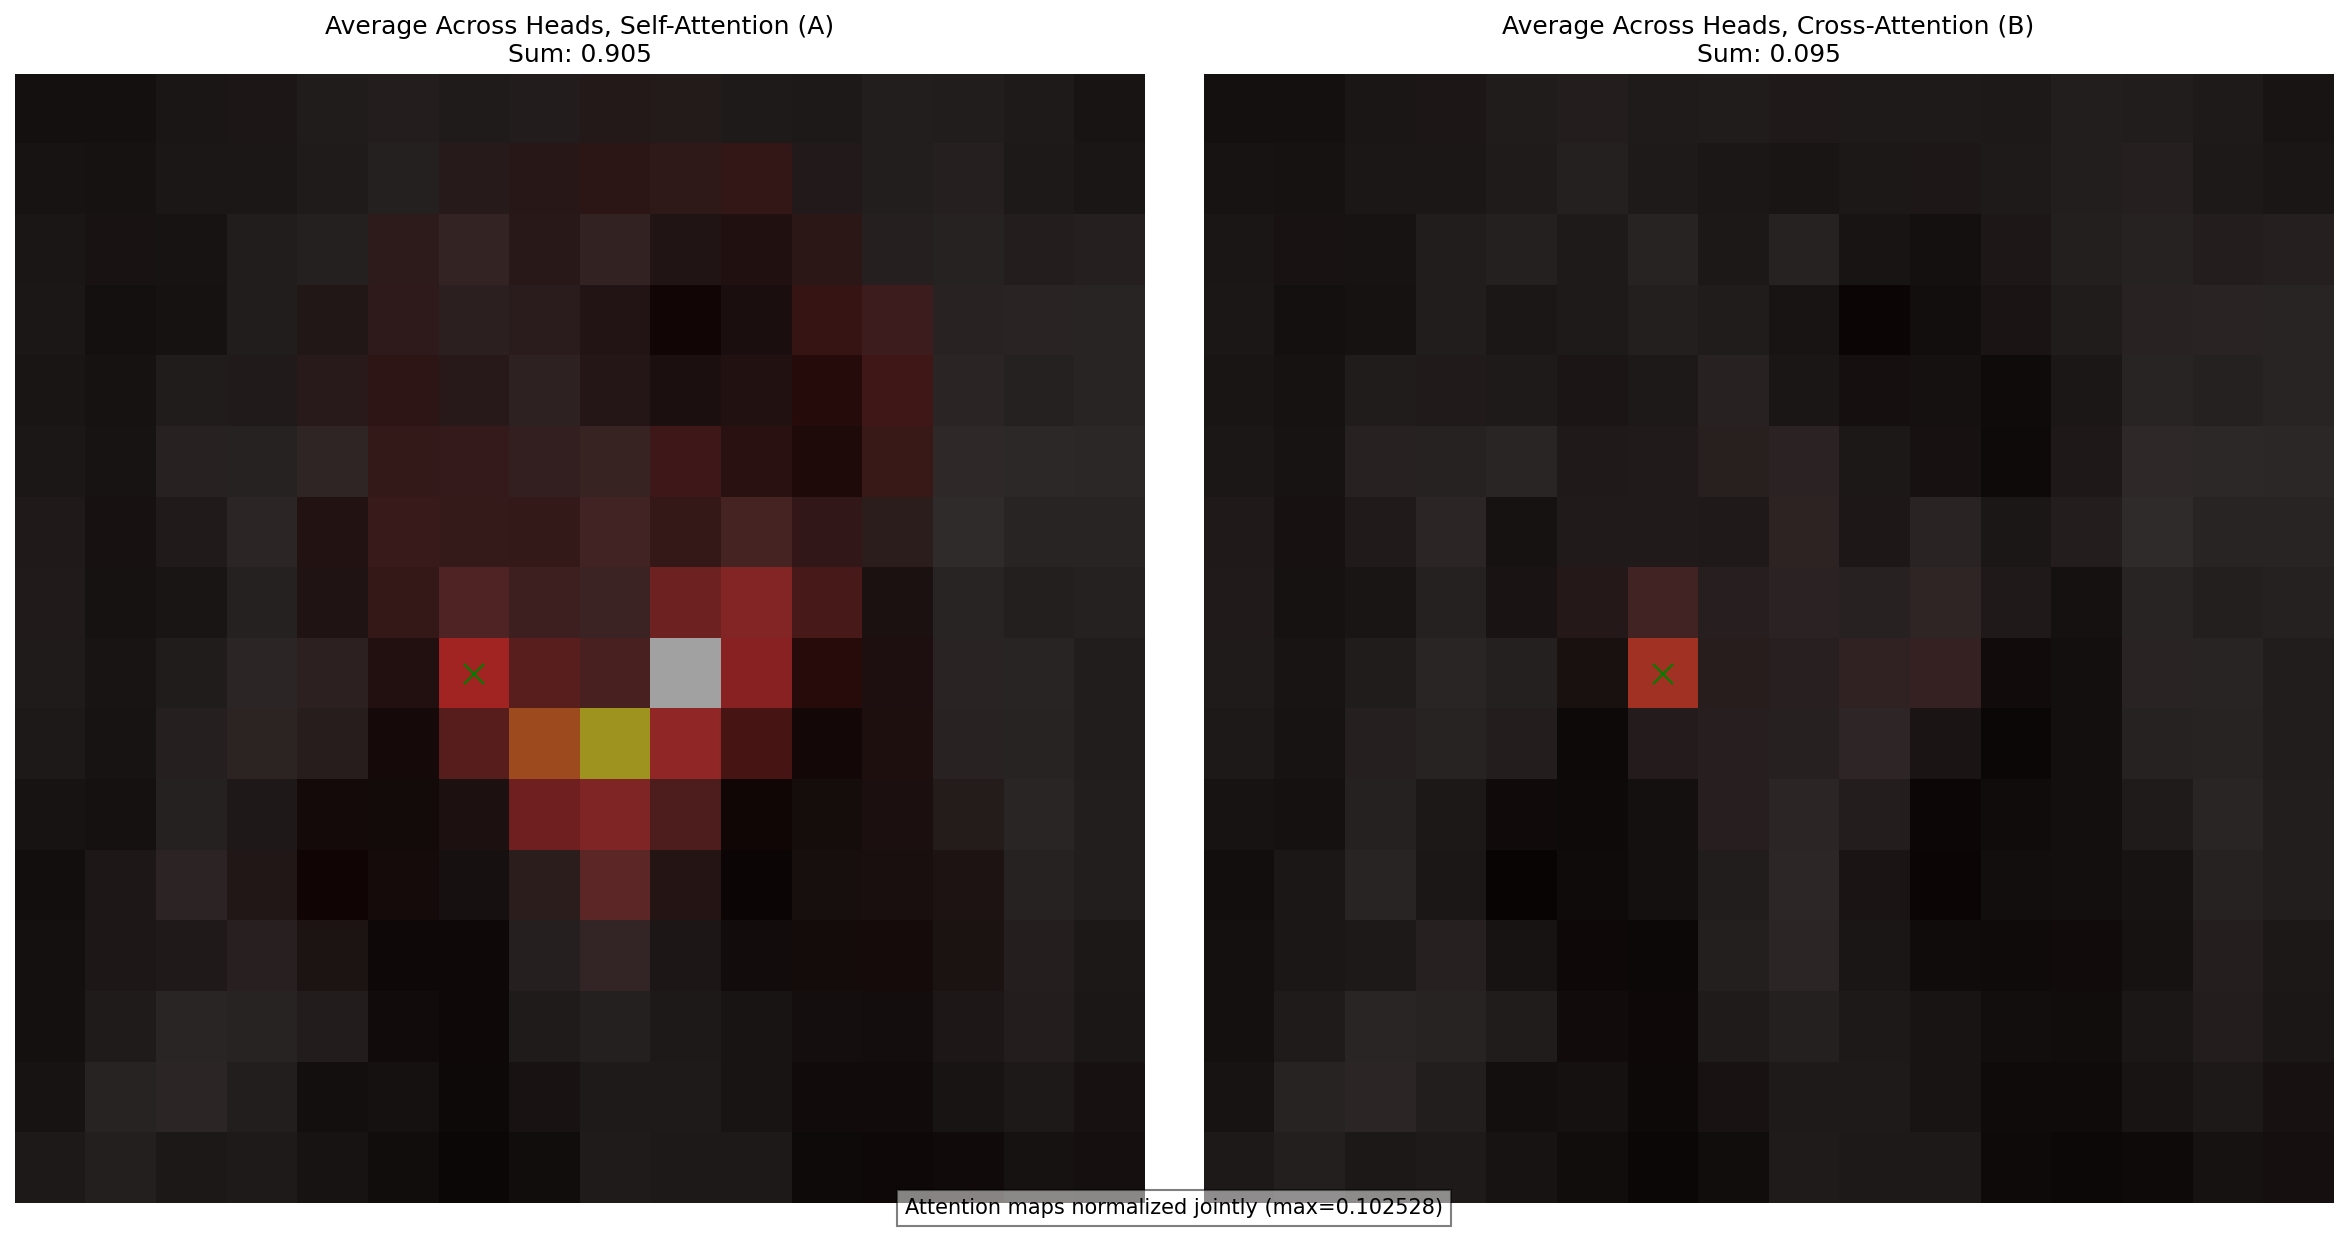 Average Across Heads, Self-Attention (A)
Sum: 0.905
Average Across Heads, Cross-Attention (B)
Sum: 0.095
Attention maps normalized jointly (max=0.102528)